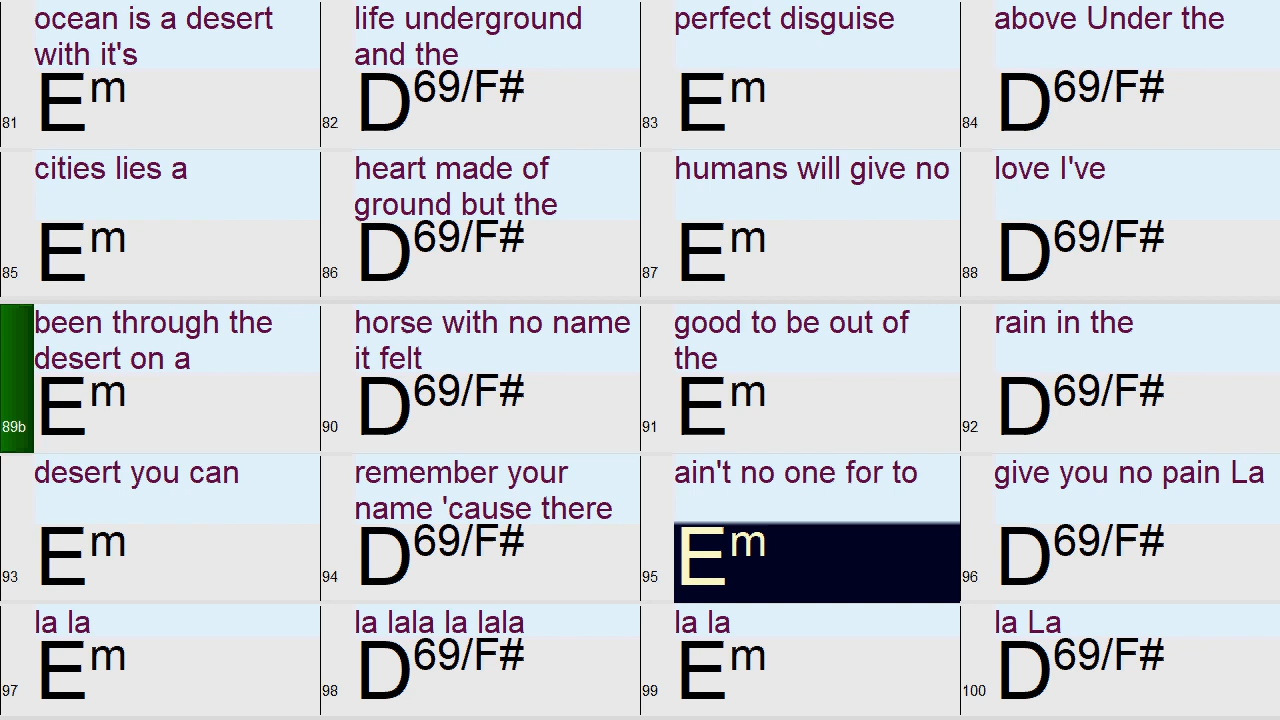 ocean is a desert life underground perfect disguise above Under the
with it's and the
81 Em 82 D69/F# 83 Em 84 D69/F#
cities lies a heart made of humans will give no love I've
ground but the
85 Em 86 D69/F# 87 Em 88 D69/F#
been through the horse with no name good to be out of rain in the
desert on a it felt the
89b Em 90 D69/F# 91 Em 92 D69/F#
desert you can remember your ain't no one for to give you no pain La
name 'cause there
93 Em 94 D69/F# 95 Em 96 D69/F#
la la la lala la lala la la la La
97 Em 98 D69/F# 99 Em 100 D69/F#